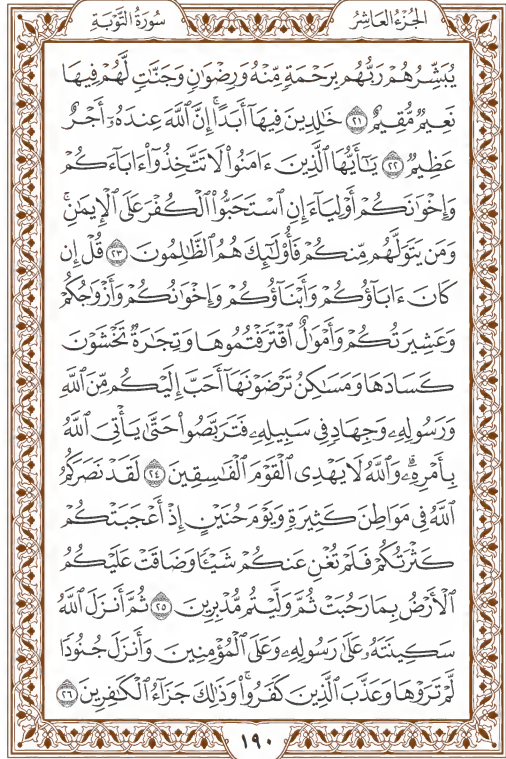 الجُزْءُ العَاشِرُ سُورَةُ التَّوْبَةِ
يُبَشِّرُهُمْ رَبُّهُم بِرَحْمَةٍ مِّنْهُ وَرِضْوَٰنٍ وَجَنَّٰتٍ لَّهُمْ فِيهَا
نَعِيمٌ مُّقِيمٌ ٢١ خَٰلِدِينَ فِيهَآ أَبَدًا ۚ إِنَّ ٱللَّهَ عِندَهُۥٓ أَجْرٌ
عَظِيمٌ ٢٢ يَٰٓأَيُّهَا ٱلَّذِينَ ءَامَنُوا۟ لَا تَتَّخِذُوٓا۟ ءَابَآءَكُمْ
وَإِخْوَٰنَكُمْ أَوْلِيَآءَ إِنِ ٱسْتَحَبُّوا۟ ٱلْكُفْرَ عَلَى ٱلْإِيمَٰنِ ۚ
وَمَن يَتَوَلَّهُم مِّنكُمْ فَأُو۟لَٰٓئِكَ هُمُ ٱلظَّٰلِمُونَ ٢٣ قُلْ إِن
كَانَ ءَابَآؤُكُمْ وَأَبْنَآؤُكُمْ وَإِخْوَٰنُكُمْ وَأَزْوَٰجُكُمْ
وَعَشِيرَتُكُمْ وَأَمْوَٰلٌ ٱقْتَرَفْتُمُوهَا وَتِجَٰرَةٌ تَخْشَوْنَ
كَسَادَهَا وَمَسَٰكِنُ تَرْضَوْنَهَآ أَحَبَّ إِلَيْكُم مِّنَ ٱللَّهِ
وَرَسُولِهِۦ وَجِهَادٍ فِى سَبِيلِهِۦ فَتَرَبَّصُوا۟ حَتَّىٰ يَأْتِىَ ٱللَّهُ
بِأَمْرِهِۦ ۗ وَٱللَّهُ لَا يَهْدِى ٱلْقَوْمَ ٱلْفَٰسِقِينَ ٢٤ لَقَدْ نَصَرَكُمُ
ٱللَّهُ فِى مَوَاطِنَ كَثِيرَةٍ ۙ وَيَوْمَ حُنَيْنٍ ۙ إِذْ أَعْجَبَتْكُمْ
كَثْرَتُكُمْ فَلَمْ تُغْنِ عَنكُمْ شَيْـًٔا وَضَاقَتْ عَلَيْكُمُ
ٱلْأَرْضُ بِمَا رَحُبَتْ ثُمَّ وَلَّيْتُم مُّدْبِرِينَ ٢٥ ثُمَّ أَنزَلَ ٱللَّهُ
سَكِينَتَهُۥ عَلَىٰ رَسُولِهِۦ وَعَلَى ٱلْمُؤْمِنِينَ وَأَنزَلَ جُنُودًا
لَّمْ تَرَوْهَا وَعَذَّبَ ٱلَّذِينَ كَفَرُوا۟ ۚ وَذَٰلِكَ جَزَآءُ ٱلْكَٰفِرِينَ ٢٦
١٩٠